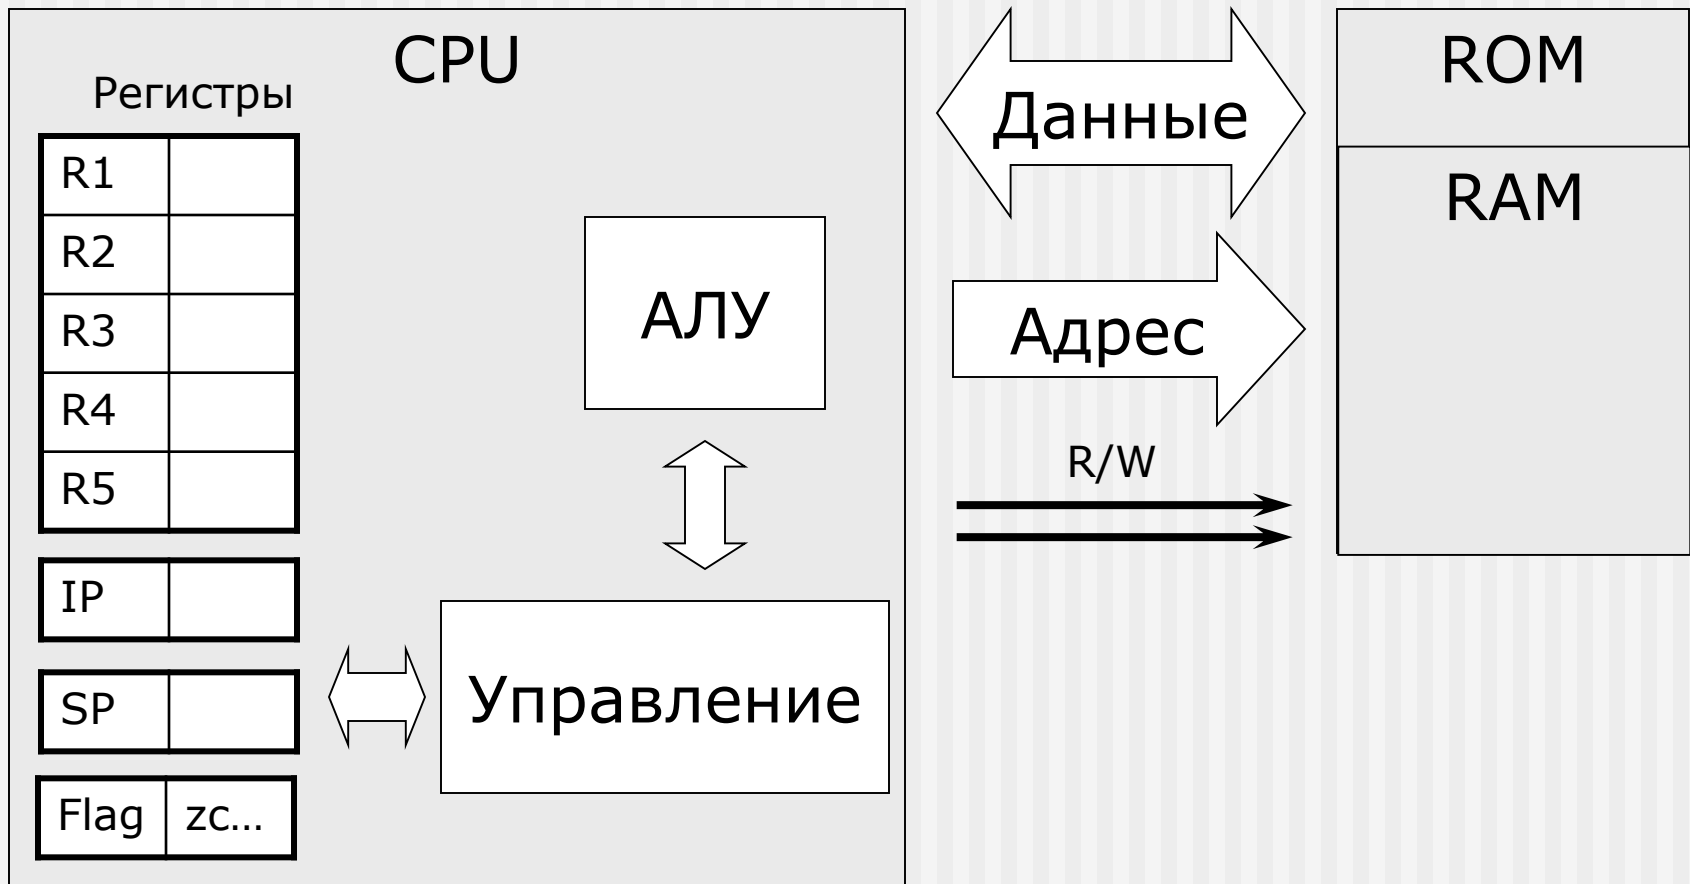 CPU
Регистры
R1
R2
R3
R4
R5
IP
SP
Flag zc...
АЛУ
Управление
Данные
Адрес
R/W
ROM
RAM